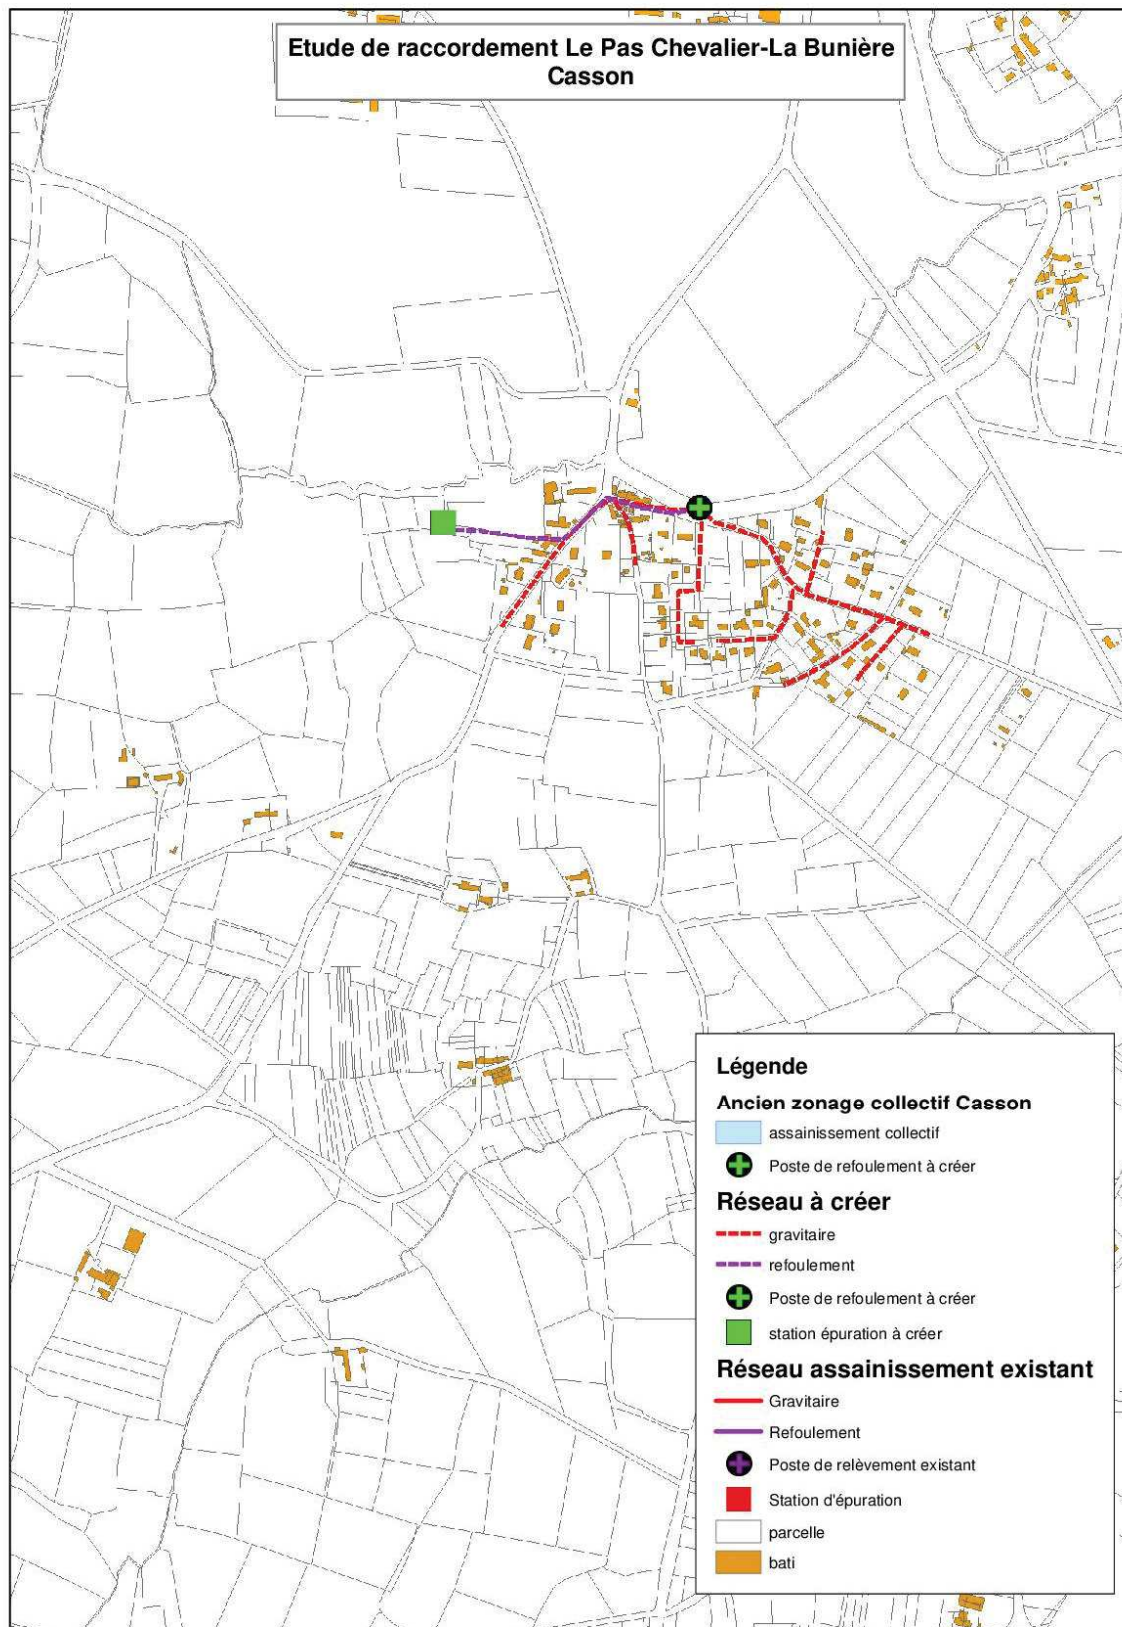 Etude de raccordement Le Pas Chevalier-La Bunière
Casson
Légende
Ancien zonage collectif Casson
assainissement collectif
Poste de refoulement à créer
Réseau à créer
gravitaire
refoulement
Poste de refoulement à créer
station épuration à créer
Réseau assainissement existant
Gravitaire
Refoulement
Poste de relèvement existant
Station d'épuration
parcelle
bati